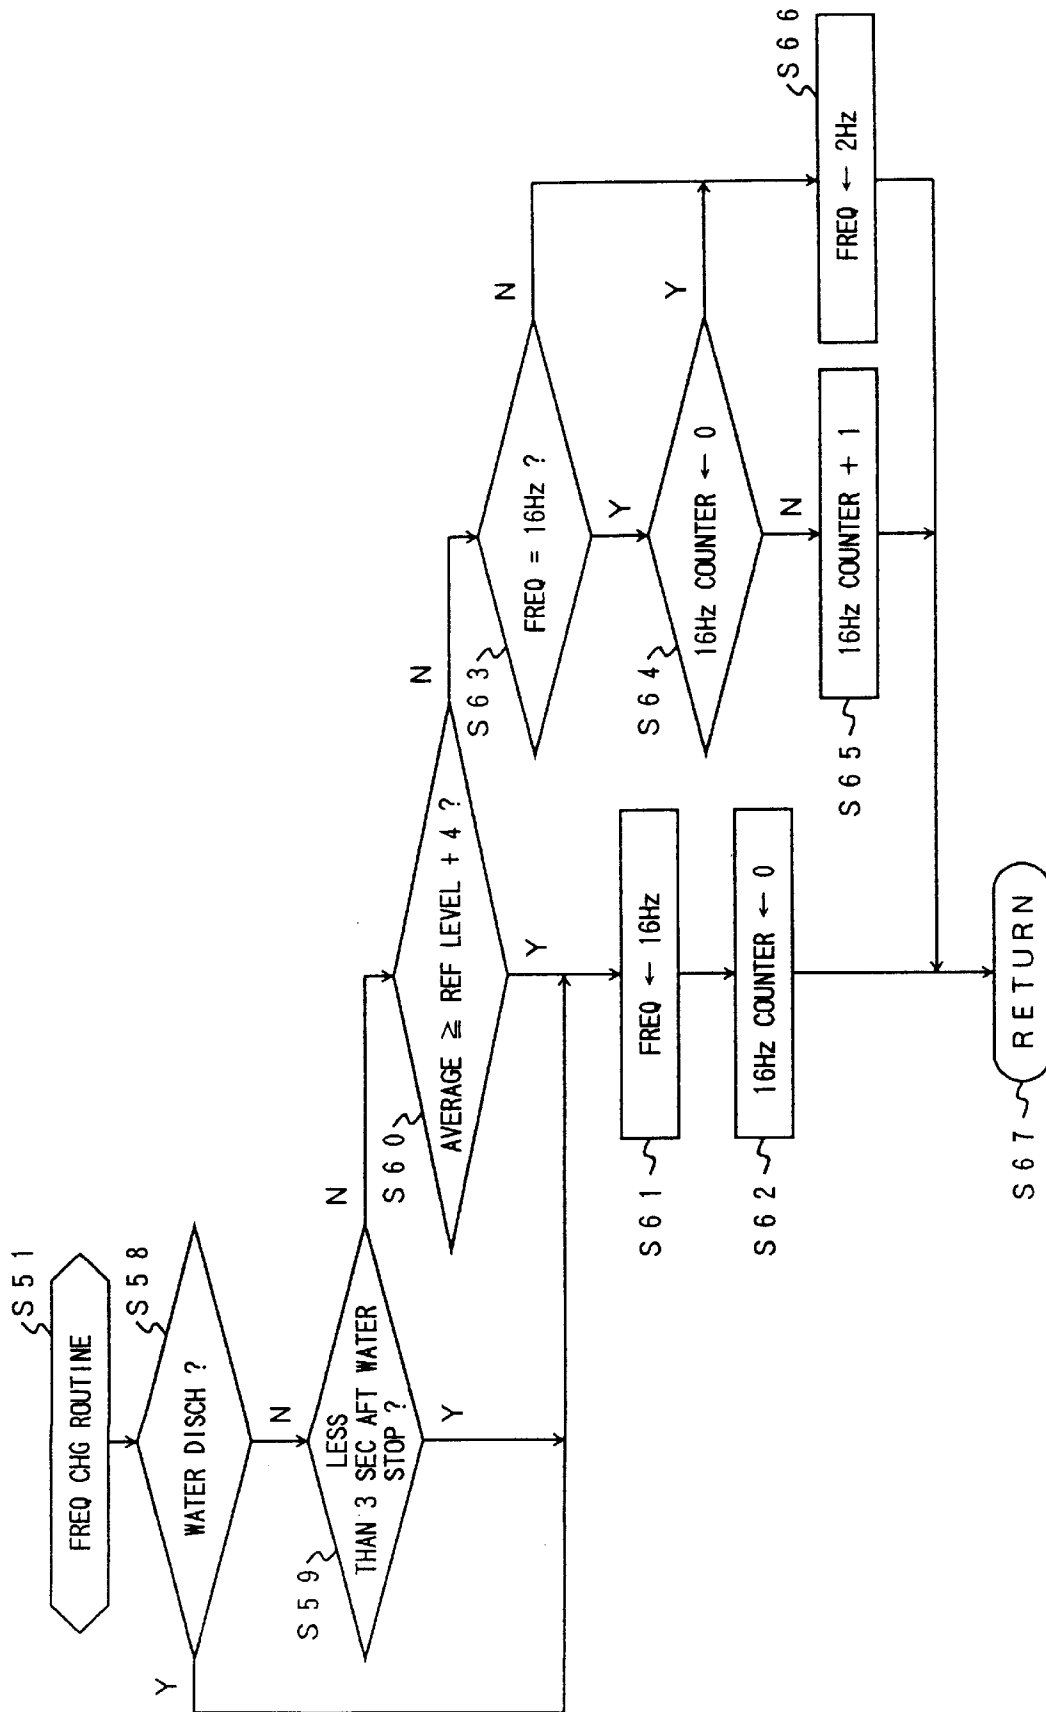 FREQ CHG ROUTINE
S51
WATER DISCH ?
S58
Y
N
LESS
THAN 3 SEC AFT WATER
STOP ?
S59
N
Y
AVERAGE ≧ REF LEVEL + 4 ?
S60
N
Y
FREQ ← 16Hz
S61
16Hz COUNTER ← 0
S62
FREQ = 16Hz ?
S63
N
Y
16Hz COUNTER ← 0
S64
Y
N
16Hz COUNTER + 1
S65
FREQ ← 2Hz
S66
RETURN
S67